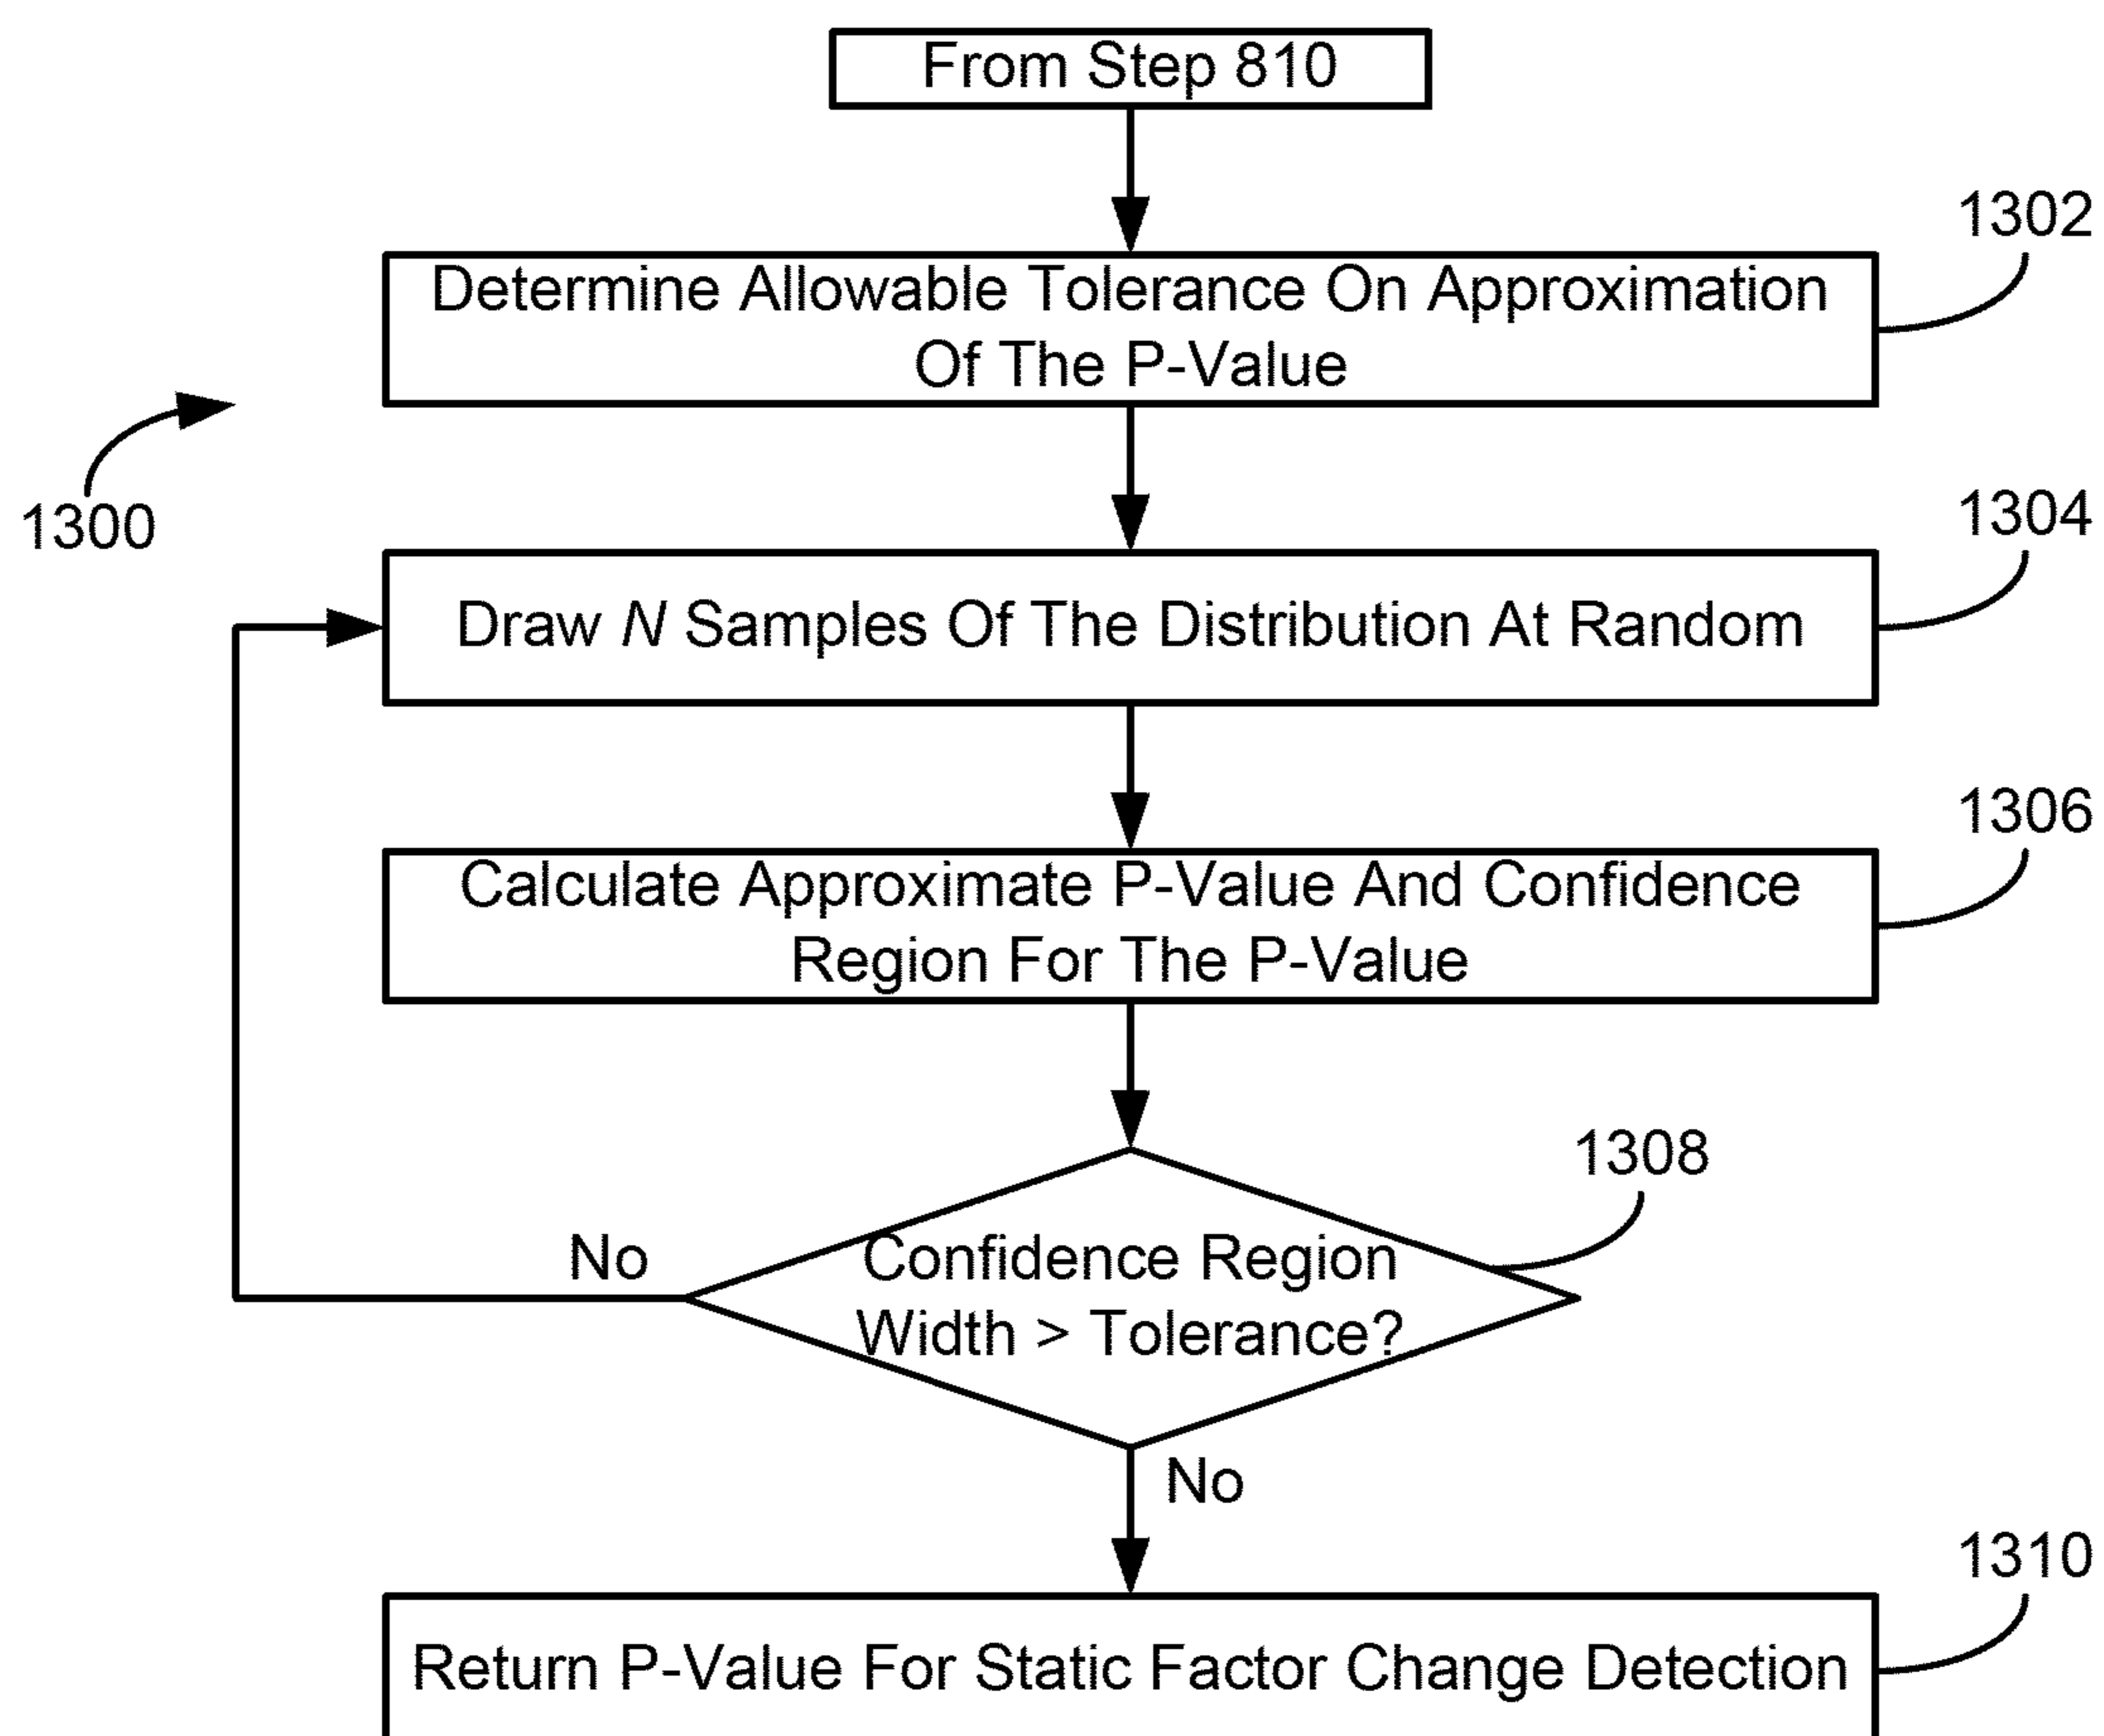 From Step 810
1302
Determine Allowable Tolerance On Approximation
Of The P-Value
1300
1304
Draw N Samples Of The Distribution At Random
1306
Calculate Approximate P-Value And Confidence
Region For The P-Value
1308
No
Confidence Region
Width > Tolerance?
No
1310
Return P-Value For Static Factor Change Detection